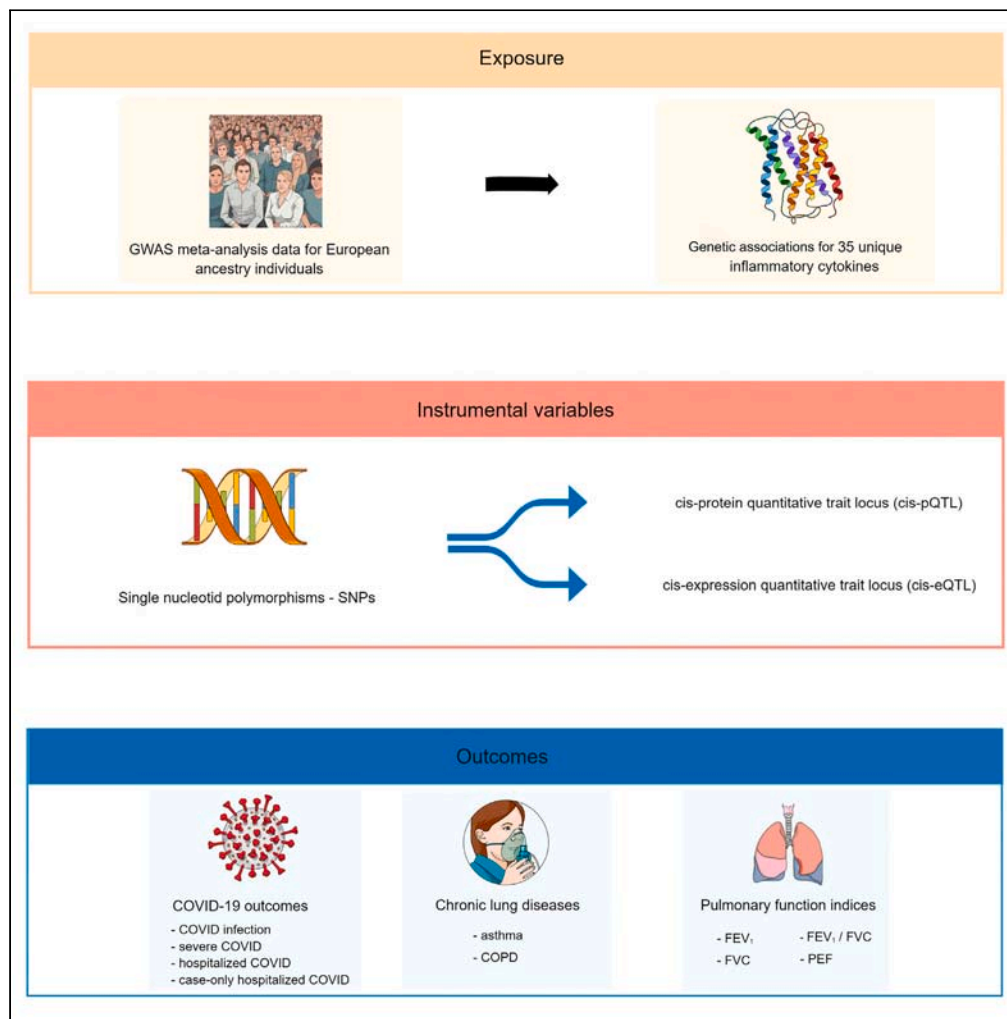 Exposure
GWAS meta-analysis data for European
ancestry individuals
Genetic associations for 35 unique
inflammatory cytokines
Instrumental variables
Single nucleotid polymorphisms - SNPs
cis-protein quantitative trait locus (cis-pQTL)
cis-expression quantitative trait locus (cis-eQTL)
Outcomes
COVID-19 outcomes
- COVID infection
- severe COVID
- hospitalized COVID
- case-only hospitalized COVID
Chronic lung diseases
- asthma
- COPD
Pulmonary function indices
- FEV₁
- FVC
- FEV₁ / FVC
- PEF